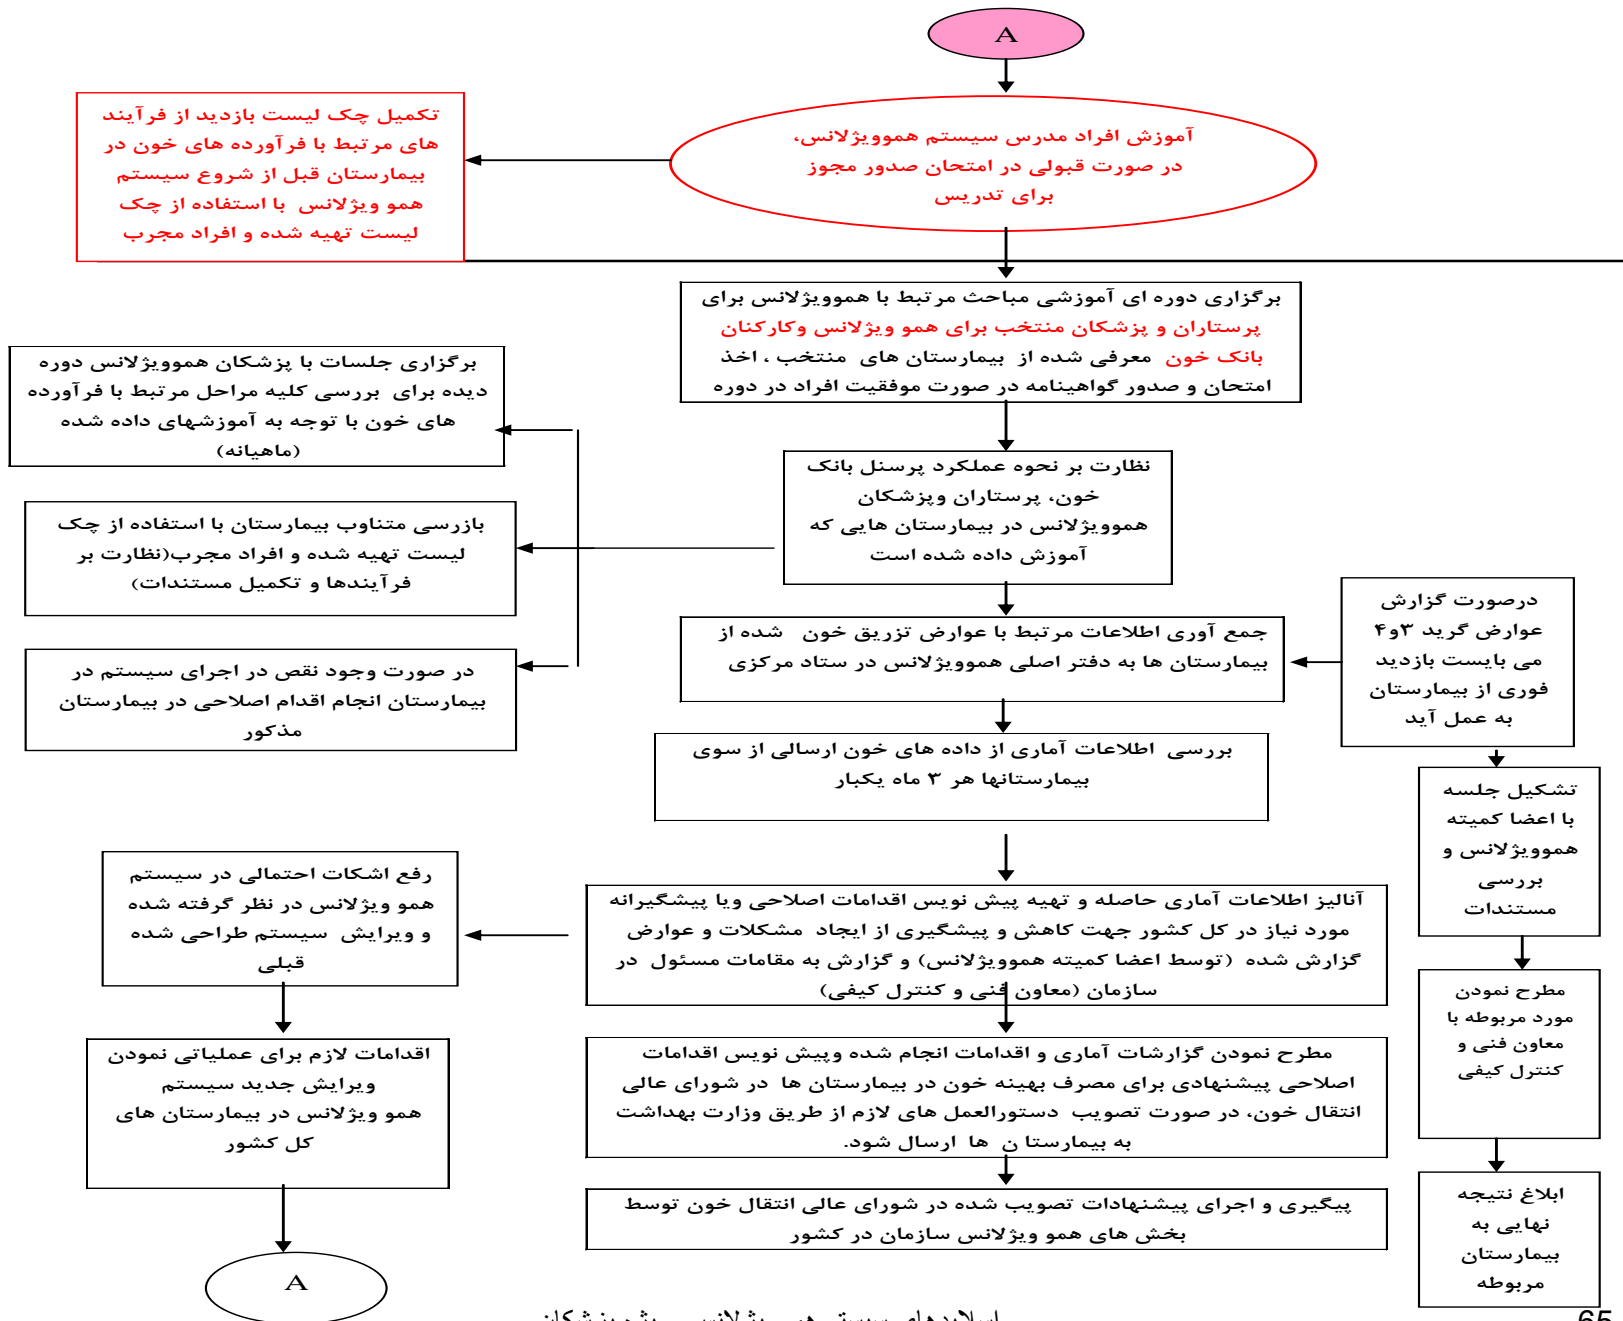 A
آموزش افراد مدرس سیستم هموویژلانس،
در صورت قبولی در امتحان صدور مجوز
برای تدریس
تکمیل چک لیست بازدید از فرآیند
های مرتبط با فرآورده های خون در
بیمارستان قبل از شروع سیستم
همو ویژلانس با استفاده از چک
لیست تهیه شده و افراد مجرب
برگزاری دوره ای آموزشی مباحث مرتبط با هموویژلانس برای
پرستاران و پزشکان منتخب برای همو ویژلانس وکارکنان
بانک خون معرفی شده از بیمارستان های منتخب ، اخذ
امتحان و صدور گواهینامه در صورت موفقیت افراد در دوره
برگزاری جلسات با پزشکان هموویژلانس دوره
دیده برای بررسی کلیه مراحل مرتبط با فرآورده
های خون با توجه به آموزشهای داده شده
(ماهیانه)
نظارت بر نحوه عملکرد پرسنل بانک
خون، پرستاران وپزشکان
هموویژلانس در بیمارستان هایی که
آموزش داده شده است
بازرسی متناوب بیمارستان با استفاده از چک
لیست تهیه شده و افراد مجرب(نظارت بر
فرآیندها و تکمیل مستندات)
در صورت وجود نقص در اجرای سیستم در
بیمارستان انجام اقدام اصلاحی در بیمارستان
مذکور
جمع آوری اطلاعات مرتبط با عوارض تزریق خون شده از
بیمارستان ها به دفتر اصلی هموویژلانس در ستاد مرکزی
درصورت گزارش
عوارض گرید ۳و۴
می بایست بازدید
فوری از بیمارستان
به عمل آید
بررسی اطلاعات آماری از داده های خون ارسالی از سوی
بیمارستانها هر ۳ ماه یکبار
تشکیل جلسه
با اعضا کمیته
هموویژلانس و
بررسی
مستندات
آنالیز اطلاعات آماری حاصله و تهیه پیش نویس اقدامات اصلاحی ویا پیشگیرانه
مورد نیاز در کل کشور جهت کاهش و پیشگیری از ایجاد مشکلات و عوارض
گزارش شده (توسط اعضا کمیته هموویژلانس) و گزارش به مقامات مسئول در
سازمان (معاون فنی و کنترل کیفی)
رفع اشکات احتمالی در سیستم
همو ویژلانس در نظر گرفته شده
و ویرایش سیستم طراحی شده
قبلی
مطرح نمودن
مورد مربوطه با
معاون فنی و
کنترل کیفی
مطرح نمودن گزارشات آماری و اقدامات انجام شده وپیش نویس اقدامات
اصلاحی پیشنهادی برای مصرف بهینه خون در بیمارستان ها در شورای عالی
انتقال خون، در صورت تصویب دستورالعمل های لازم از طریق وزارت بهداشت
به بیمارستا ن ها ارسال شود.
اقدامات لازم برای عملیاتی نمودن
ویرایش جدید سیستم
همو ویژلانس در بیمارستان های
کل کشور
ابلاغ نتیجه
نهایی به
بیمارستان
مربوطه
پیگیری و اجرای پیشنهادات تصویب شده در شورای عالی انتقال خون توسط
بخش های همو ویژلانس سازمان در کشور
A
65